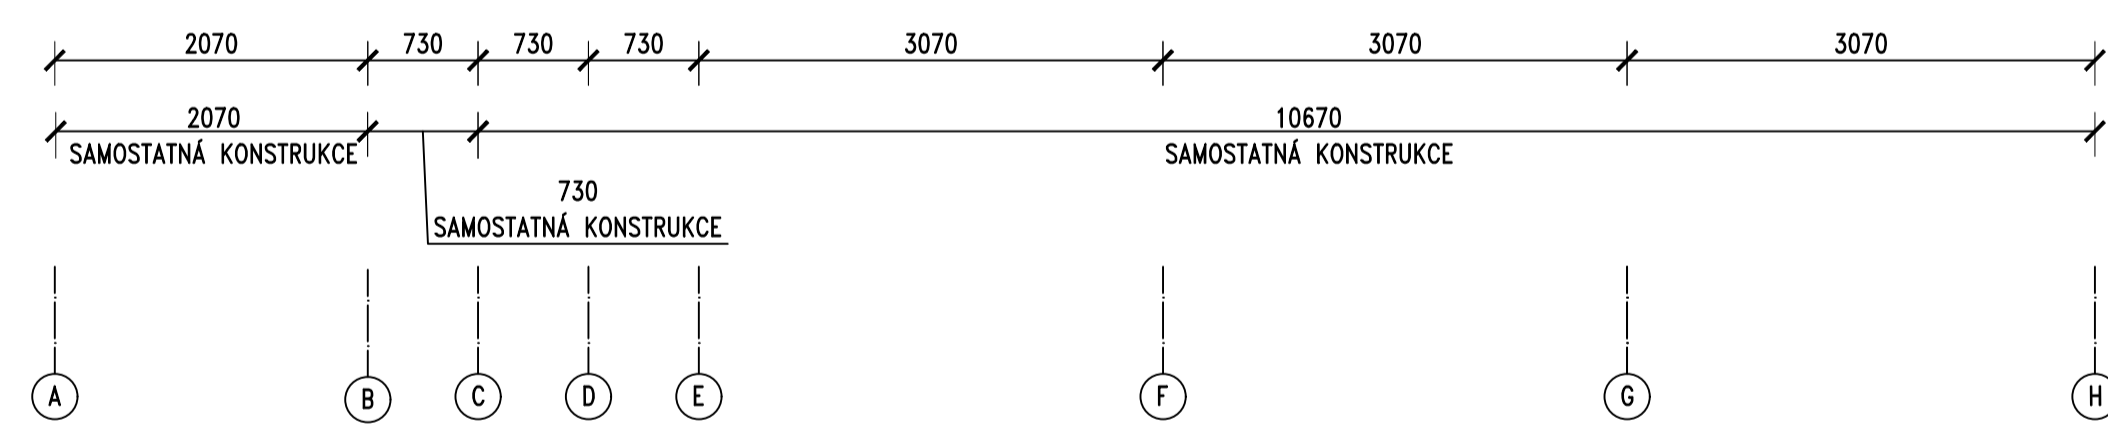 2070 730 730 730 3070 3070 3070
2070 10670
SAMOSTATNÁ KONSTRUKCE SAMOSTATNÁ KONSTRUKCE
730
SAMOSTATNÁ KONSTRUKCE
A B C D E F G H